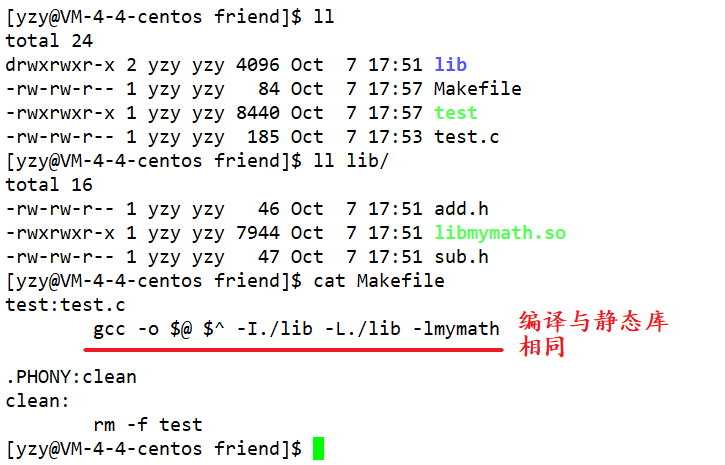 [yzy@VM-4-4-centos friend]$ ll
total 24
drwxrwxr-x 2 yzy yzy 4096 Oct  7 17:51 lib
-rw-rw-r-- 1 yzy yzy   84 Oct  7 17:57 Makefile
-rwxrwxr-x 1 yzy yzy 8440 Oct  7 17:57 test
-rw-rw-r-- 1 yzy yzy  185 Oct  7 17:53 test.c
[yzy@VM-4-4-centos friend]$ ll lib/
total 16
-rw-rw-r-- 1 yzy yzy   46 Oct  7 17:51 add.h
-rwxrwxr-x 1 yzy yzy 7944 Oct  7 17:51 libmymath.so
-rw-rw-r-- 1 yzy yzy   47 Oct  7 17:51 sub.h
[yzy@VM-4-4-centos friend]$ cat Makefile
test:test.c
        gcc -o $@ $^ -I./lib -L./lib -lmymath
编译与静态库
相同
.PHONY:clean
clean:
        rm -f test
[yzy@VM-4-4-centos friend]$